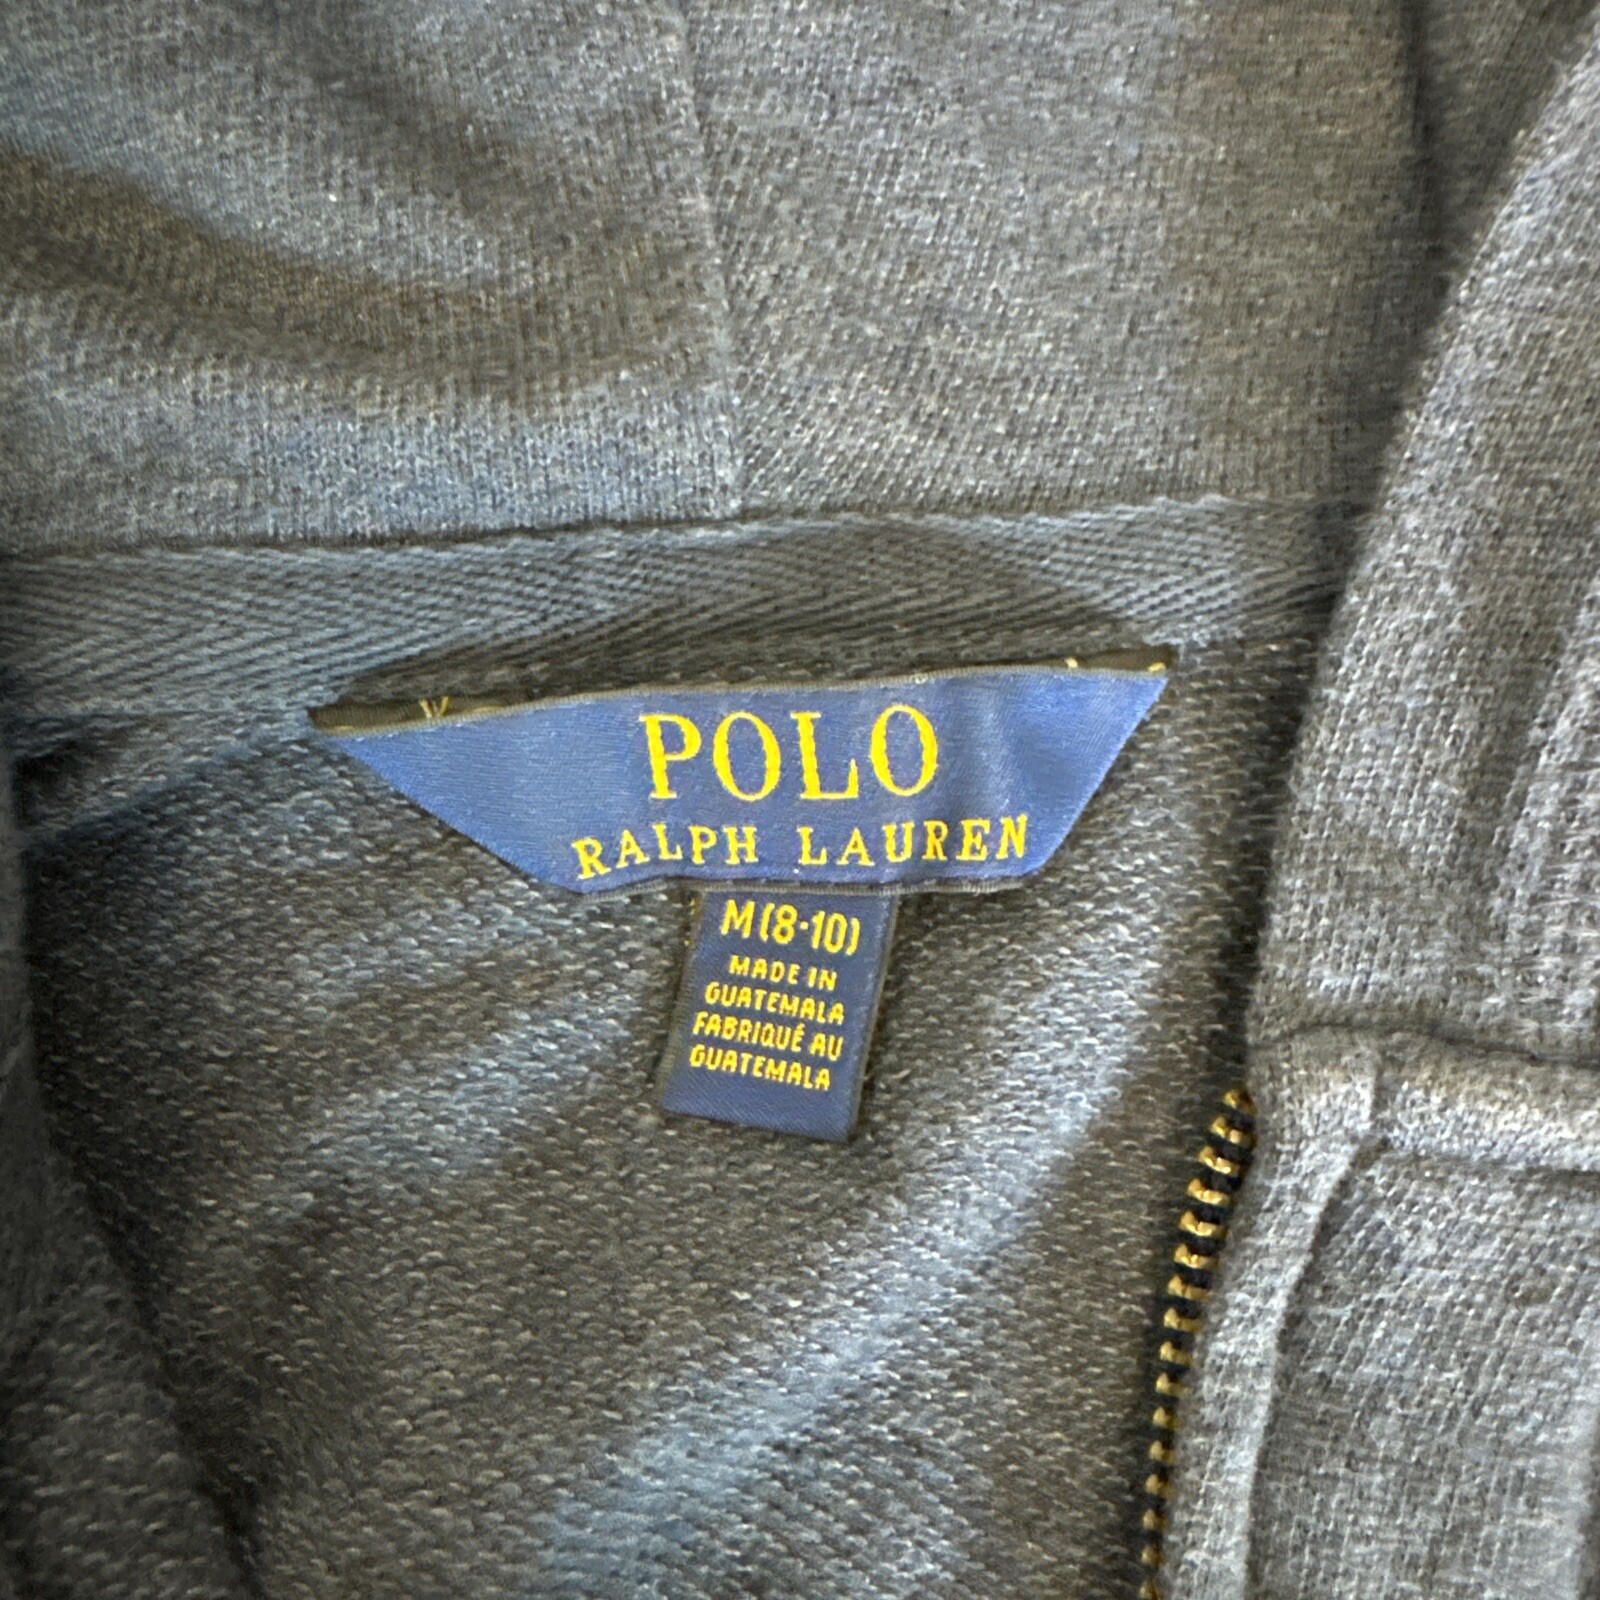 POLO
RALPH LAUREN
M(8-10)
MADE IN
GUATEMALA
FABRIQUÉ AU
GUATEMALA